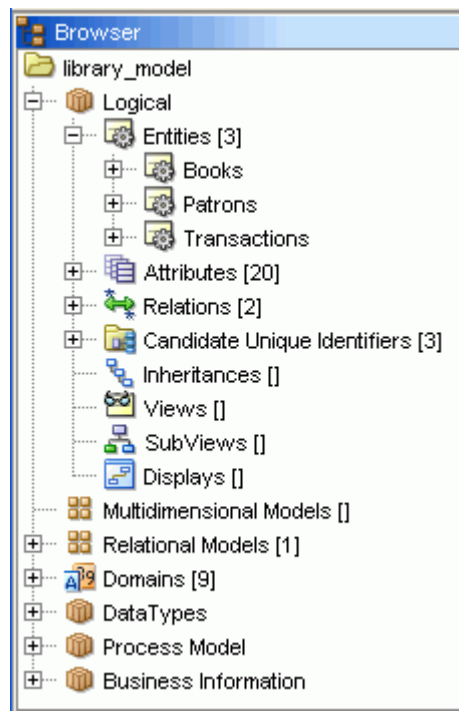 Browser
library_model
Logical
Entities [3]
Books
Patrons
Transactions
Attributes [20]
Relations [2]
Candidate Unique Identifiers [3]
Inheritances []
Views []
SubViews []
Displays []
Multidimensional Models []
Relational Models [1]
Domains [9]
DataTypes
Process Model
Business Information